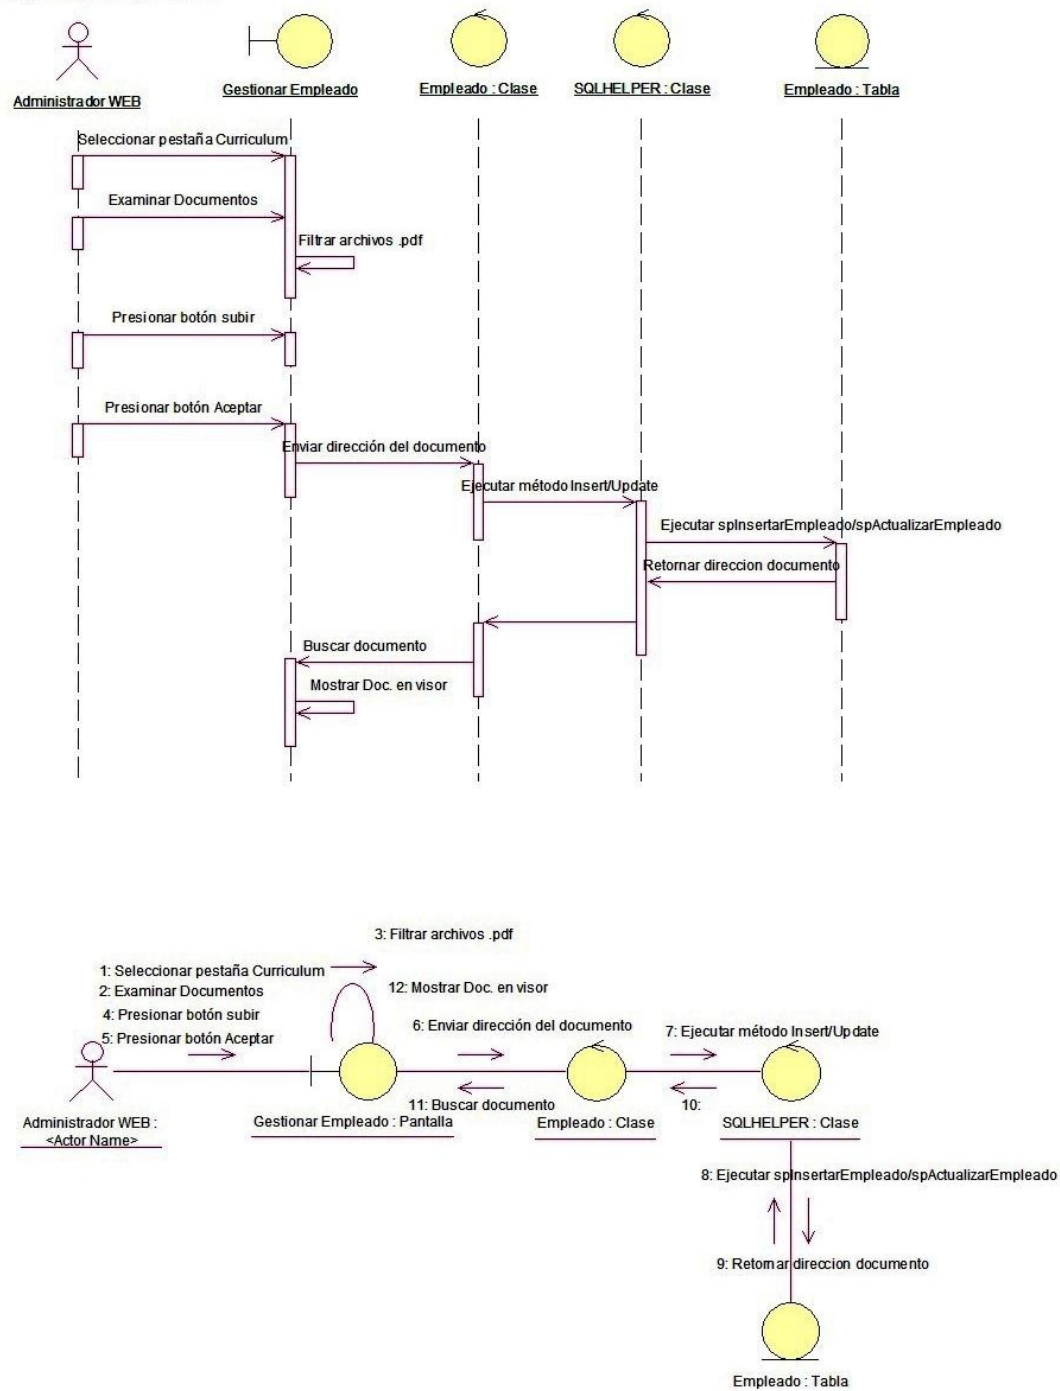 Administrador WEB
Gestionar Empleado
Empleado : Clase
SQLHELPER : Clase
Empleado : Tabla
Seleccionar pestaña Curriculum
Examinar Documentos
Filtrar archivos .pdf
Presionar botón subir
Presionar botón Aceptar
Enviar dirección del documento
Ejecutar método Insert/Update
Ejecutar spInsertarEmpleado/spActualizarEmpleado
Retornar direccion documento
Buscar documento
Mostrar Doc. en visor
3: Filtrar archivos .pdf
1: Seleccionar pestaña Curriculum
2: Examinar Documentos
12: Mostrar Doc. en visor
4: Presionar botón subir
6: Enviar dirección del documento
7: Ejecutar método Insert/Update
5: Presionar botón Aceptar
11: Buscar documento
10:
Administrador WEB :
<Actor Name>
Gestionar Empleado : Pantalla
Empleado : Clase
SQLHELPER : Clase
8: Ejecutar spInsertarEmpleado/spActualizarEmpleado
9: Retornar direccion documento
Empleado : Tabla